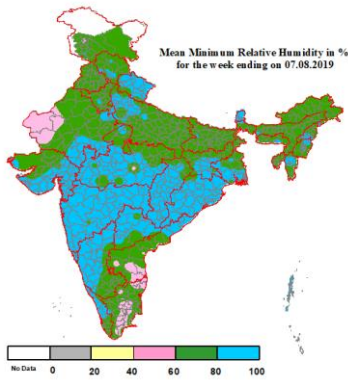 Mean Minimum Relative Humidity in %
for the week ending on 07.08.2019
No Data 0 20 40 60 80 100